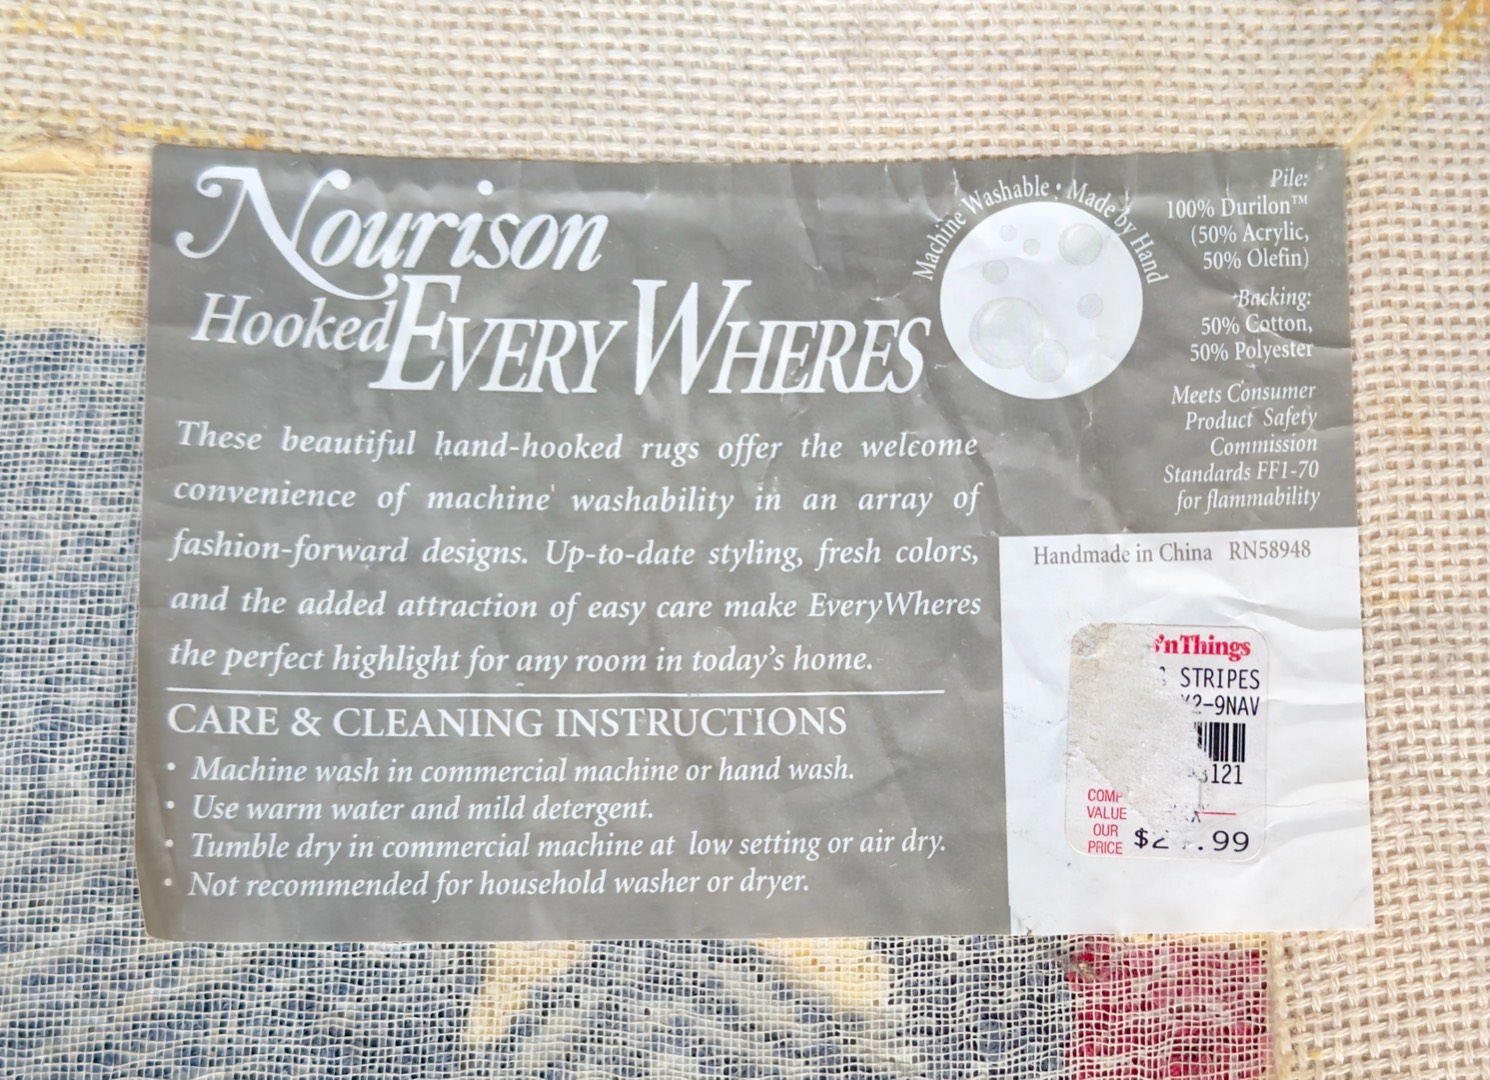 Nourison
Hooked EVERYWHERES
Machine Washable • Made by Hand
These beautiful hand-hooked rugs offer the welcome
convenience of machine washability in an array of
fashion-forward designs. Up-to-date styling, fresh colors,
and the added attraction of easy care make EveryWheres
the perfect highlight for any room in today's home.
CARE & CLEANING INSTRUCTIONS
• Machine wash in commercial machine or hand wash.
• Use warm water and mild detergent.
• Tumble dry in commercial machine at low setting or air dry.
• Not recommended for household washer or dryer.
Pile:
100% Durilon™
(50% Acrylic,
50% Olefin)
Backing:
50% Cotton,
50% Polyester
Meets Consumer
Product Safety
Commission
Standards FF1-70
for flammability
Handmade in China RN58948
'nThings
STRIPES
2-9NAV
3121
VALUE
OUR
PRICE
.99